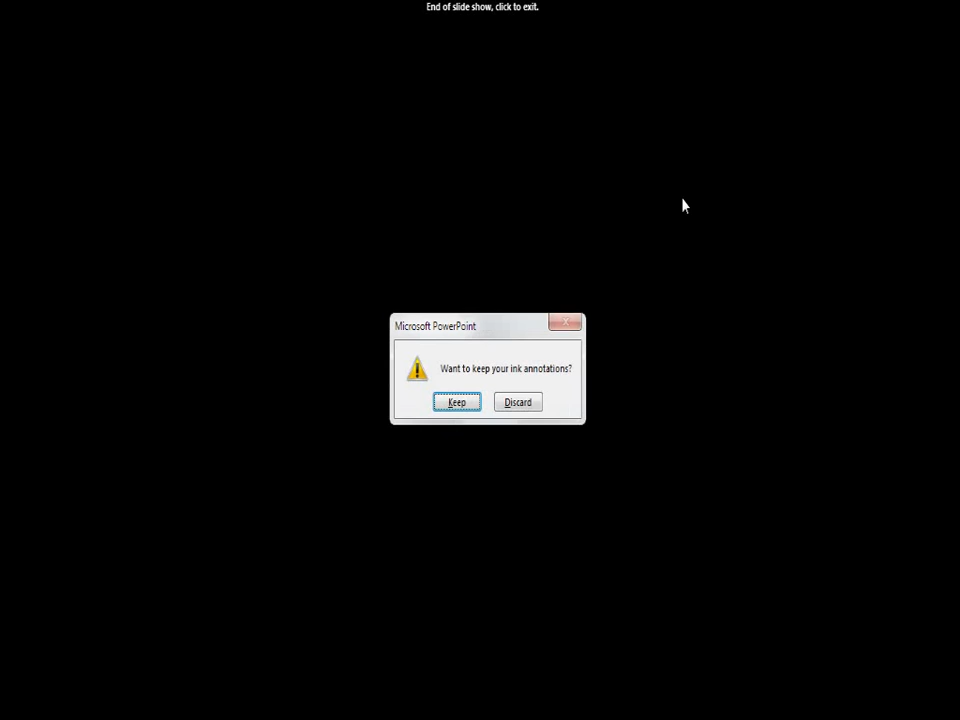 End of slide show, click to exit.
Microsoft PowerPoint
Want to keep your ink annotations?
Keep Discard